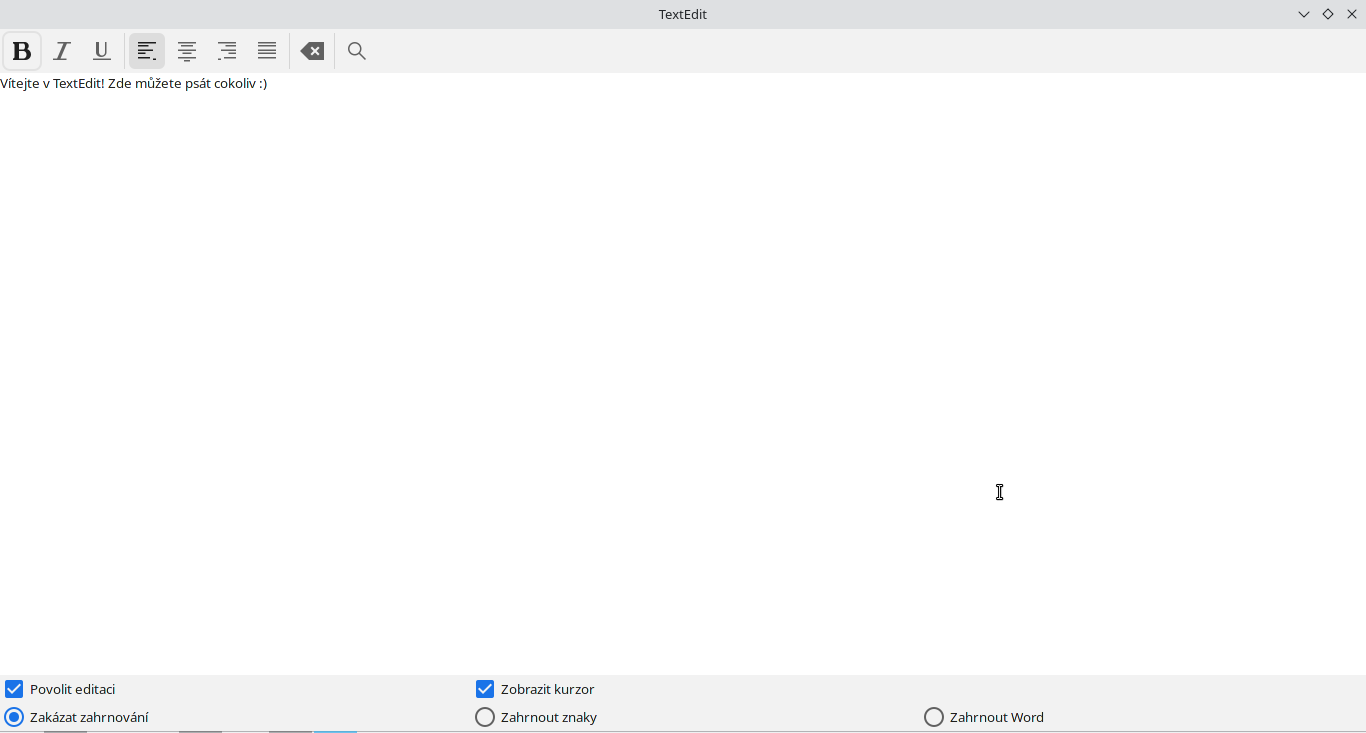 TextEdit
B I U
Vítejte v TextEdit! Zde můžete psát cokoliv :)
Povolit editaci
Zobrazit kurzor
Zakázat zahrnování
Zahrnout znaky
Zahrnout Word